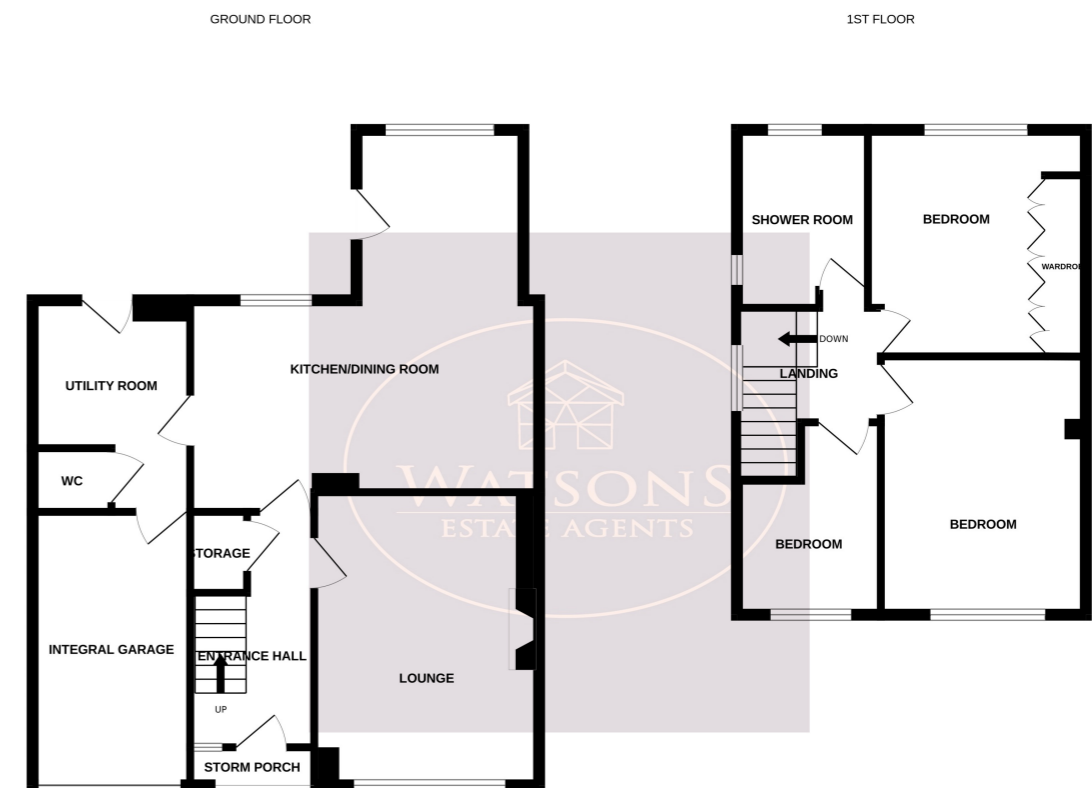 GROUND FLOOR
1ST FLOOR
SHOWER ROOM
BEDROOM
WARDROB
DOWN
LANDING
KITCHEN/DINING ROOM
UTILITY ROOM
WC
WATSONS
ESTATE AGENTS
BEDROOM
BEDROOM
STORAGE
INTEGRAL GARAGE
ENTRANCE HALL
LOUNGE
UP
STORM PORCH